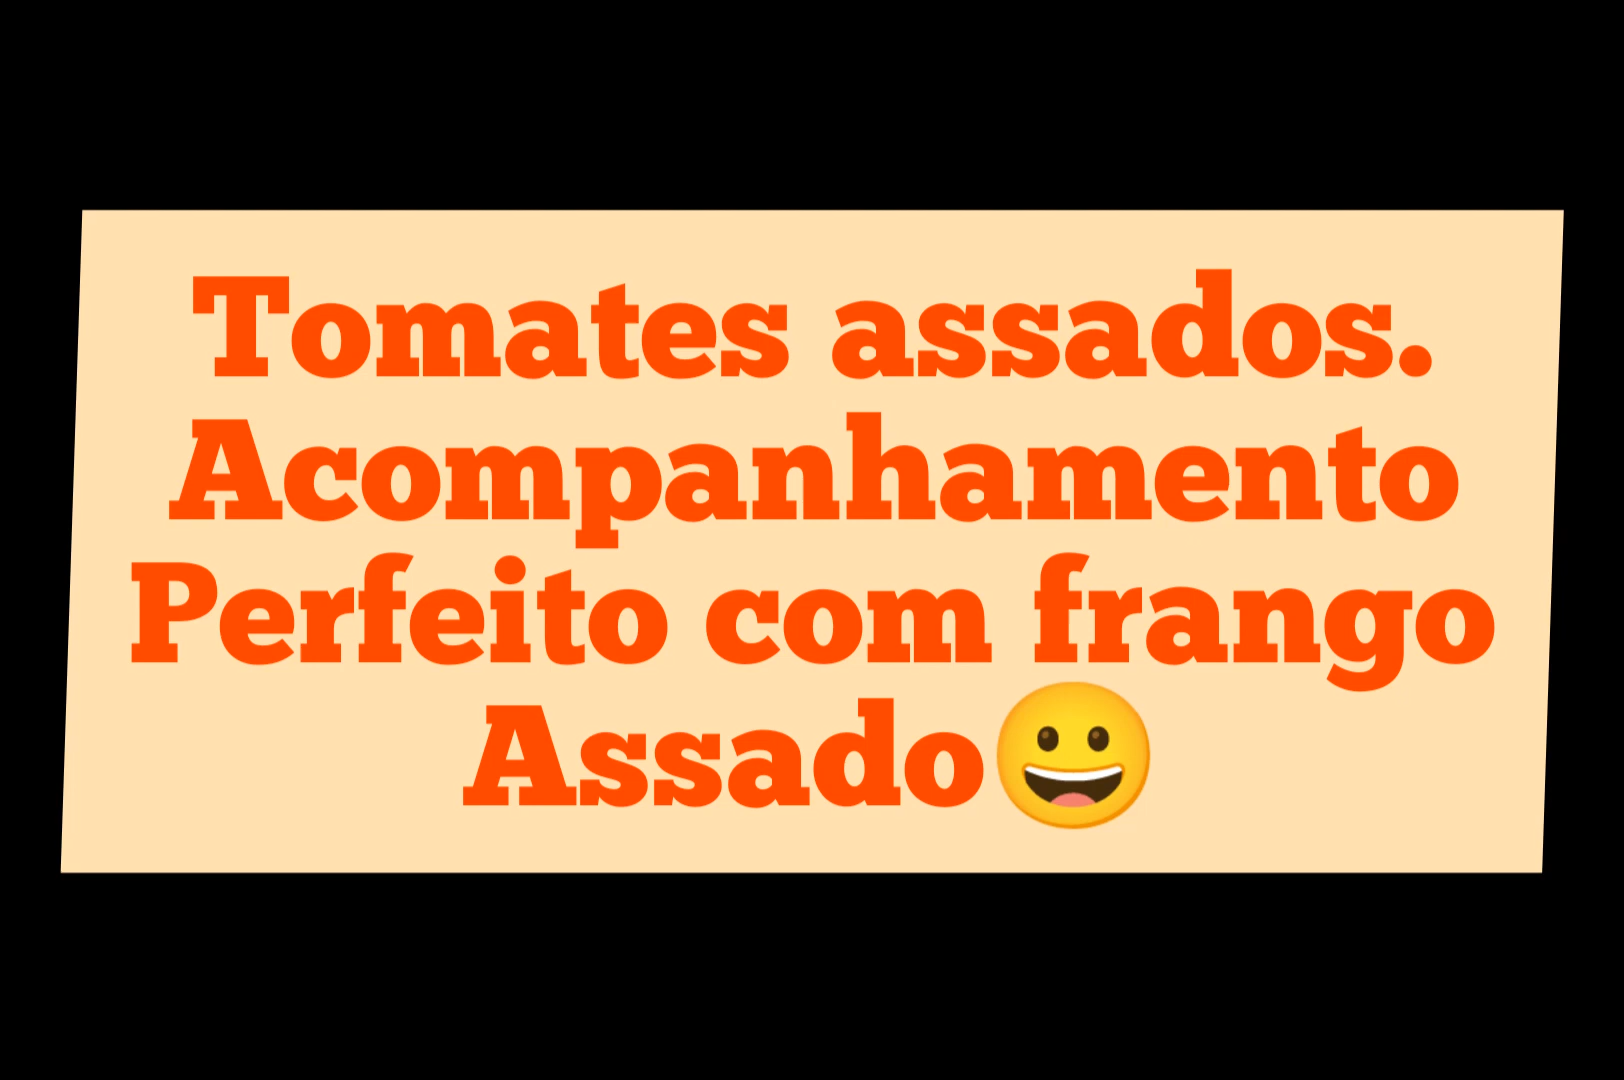 Tomates assados.
Acompanhamento
Perfeito com frango
Assado😀